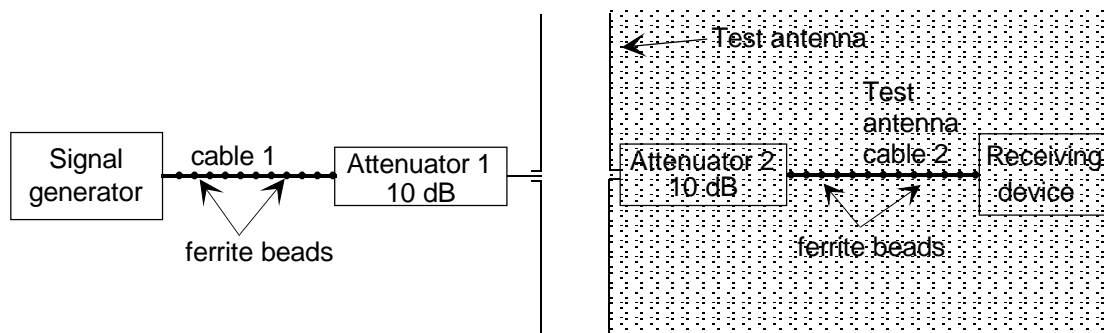 Test antenna
Signal
generator
cable 1
Attenuator 1
10 dB
ferrite beads
Attenuator 2
10 dB
Test
antenna
cable 2
ferrite beads
Receiving
device